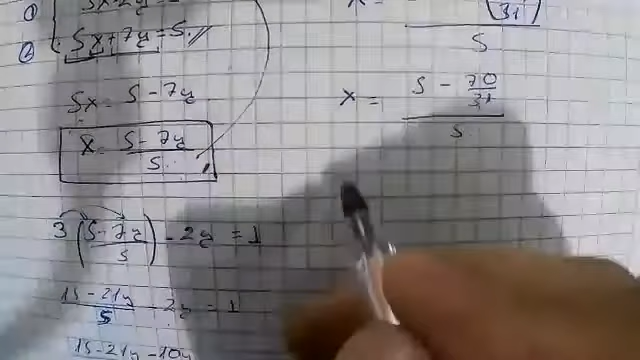 ① 3x-2y=
② 5x+7y=5
5x = 5-7y
x = (5-7y)/5
3((5-7y)/5) - 2y = 1
(15-21y)/5 - 2y = 1
15-21y-10y
x =
31
5
x = (5 - 70/31)/5